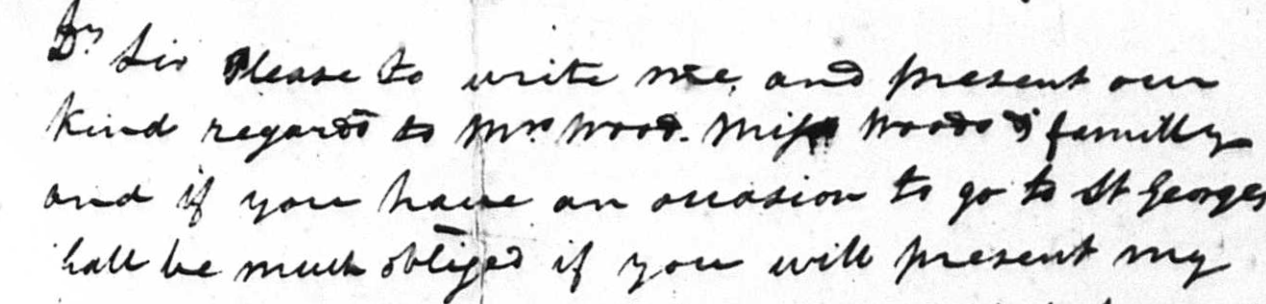 Dr Sir Please to write me, and present our
kind regards to Mrs Wood. Miss Woods & familly
and if you have an occasion to go to St Georges
hall be much obliged if you will present my